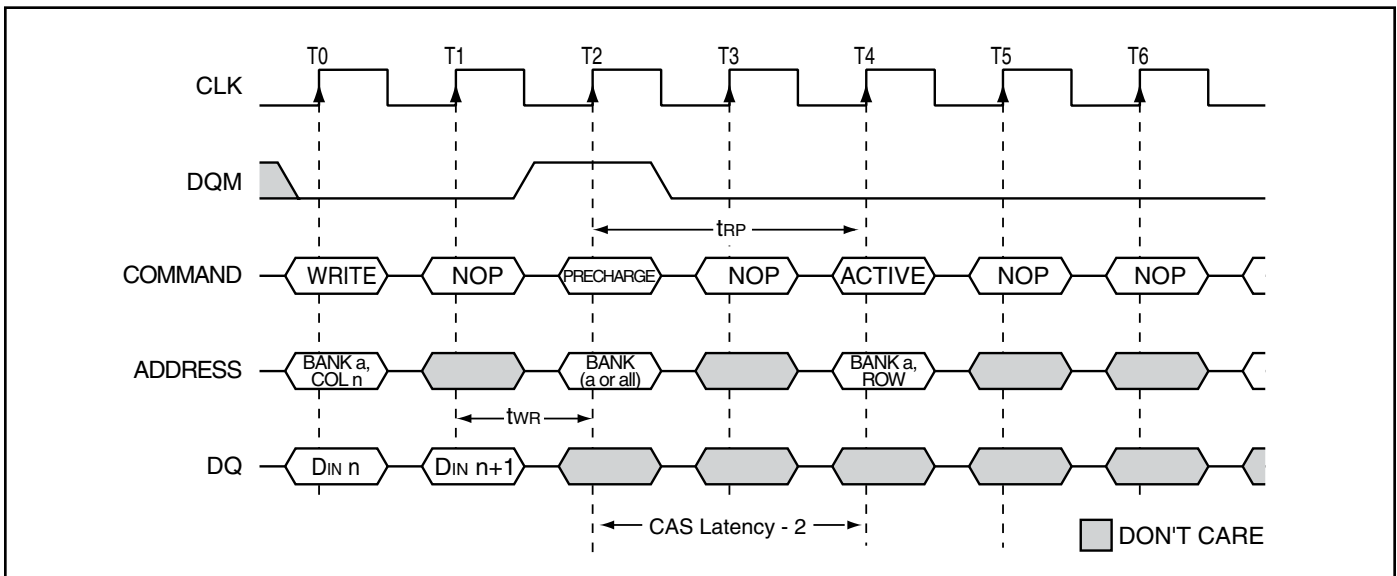 T0 T1 T2 T3 T4 T5 T6
CLK
DQM
tRP
COMMAND WRITE NOP PRECHARGE NOP ACTIVE NOP NOP
ADDRESS BANK a, COL n BANK (a or all) BANK a, ROW
tWR
DQ DIN n DIN n+1
CAS Latency - 2
DON'T CARE